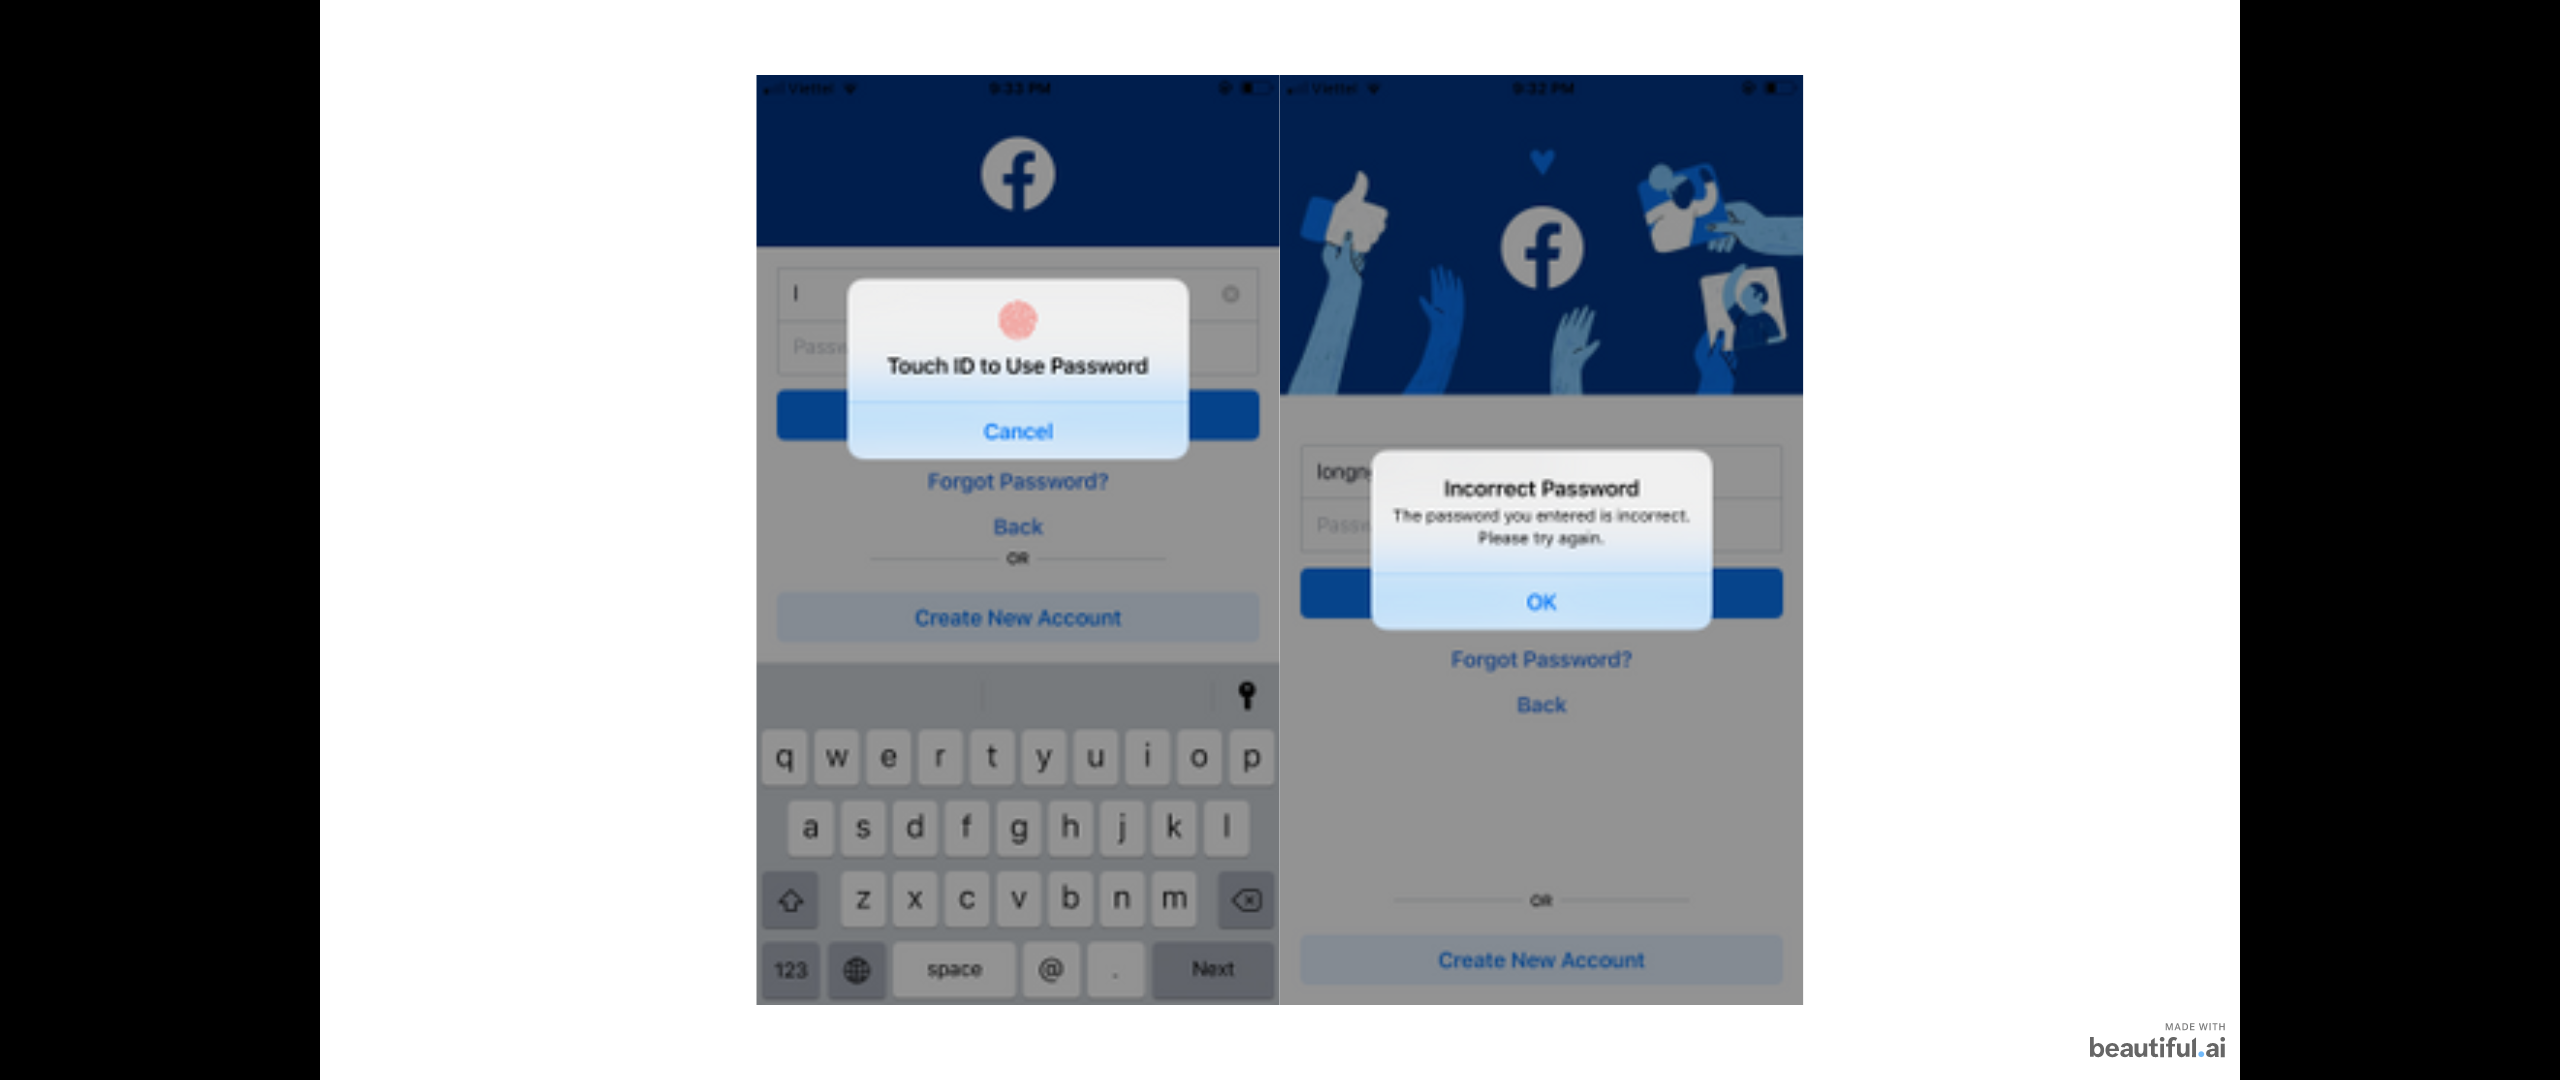 Viettel
9:33 PM
l
Passw
Touch ID to Use Password
Cancel
Forgot Password?
Back
OR
Create New Account
q w e r t y u i o p
a s d f g h j k l
z x c v b n m
123 space @ . Next
Viettel
9:32 PM
longn
Passw
Incorrect Password
The password you entered is incorrect.
Please try again.
OK
Forgot Password?
Back
OR
Create New Account
MADE WITH
beautiful.ai